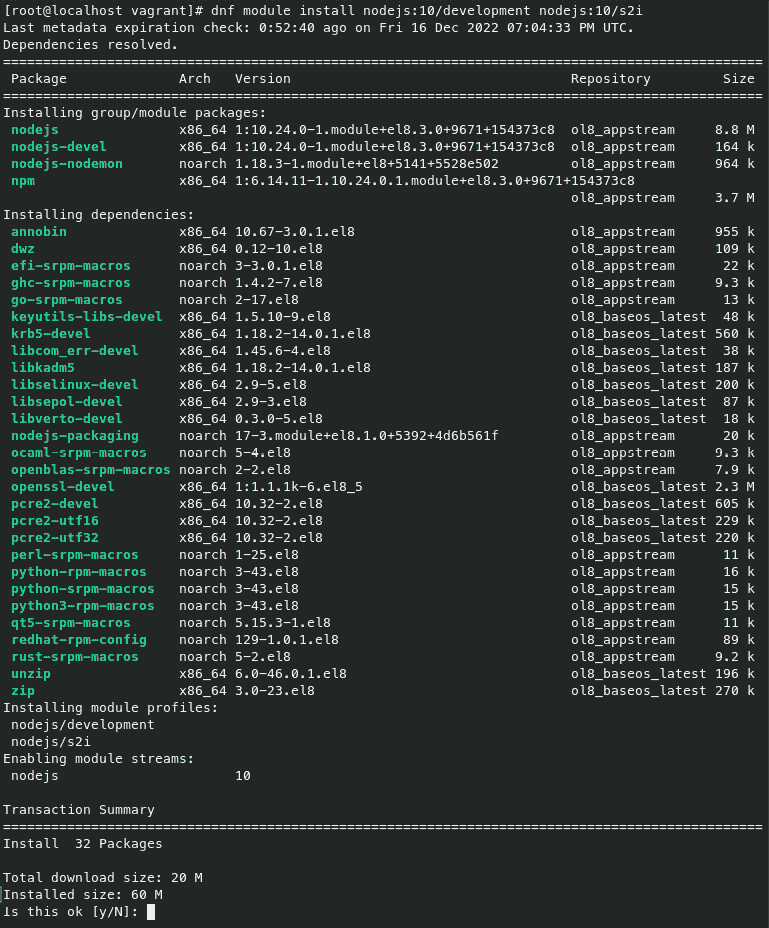 [root@localhost vagrant]# dnf module install nodejs:10/development nodejs:10/s2i
Last metadata expiration check: 0:52:40 ago on Fri 16 Dec 2022 07:04:33 PM UTC.
Dependencies resolved.
================================================================================================
 Package              Arch   Version                                   Repository         Size
================================================================================================
Installing group/module packages:
 nodejs               x86_64 1:10.24.0-1.module+el8.3.0+9671+154373c8  ol8_appstream     8.8 M
 nodejs-devel         x86_64 1:10.24.0-1.module+el8.3.0+9671+154373c8  ol8_appstream     164 k
 nodejs-nodemon       noarch 1.18.3-1.module+el8+5141+5528e502         ol8_appstream     964 k
 npm                  x86_64 1:6.14.11-1.10.24.0.1.module+el8.3.0+9671+154373c8
                                                                       ol8_appstream     3.7 M
Installing dependencies:
 annobin              x86_64 10.67-3.0.1.el8                           ol8_appstream     955 k
 dwz                  x86_64 0.12-10.el8                               ol8_appstream     109 k
 efi-srpm-macros      noarch 3-3.0.1.el8                               ol8_appstream      22 k
 ghc-srpm-macros      noarch 1.4.2-7.el8                               ol8_appstream     9.3 k
 go-srpm-macros       noarch 2-17.el8                                  ol8_appstream      13 k
 keyutils-libs-devel  x86_64 1.5.10-9.el8                              ol8_baseos_latest  48 k
 krb5-devel           x86_64 1.18.2-14.0.1.el8                         ol8_baseos_latest 560 k
 libcom_err-devel     x86_64 1.45.6-4.el8                              ol8_baseos_latest  38 k
 libkadm5             x86_64 1.18.2-14.0.1.el8                         ol8_baseos_latest 187 k
 libselinux-devel     x86_64 2.9-5.el8                                 ol8_baseos_latest 200 k
 libsepol-devel       x86_64 2.9-3.el8                                 ol8_baseos_latest  87 k
 libverto-devel       x86_64 0.3.0-5.el8                               ol8_baseos_latest  18 k
 nodejs-packaging     noarch 17-3.module+el8.1.0+5392+4d6b561f         ol8_appstream      20 k
 ocaml-srpm-macros    noarch 5-4.el8                                   ol8_appstream     9.3 k
 openblas-srpm-macros noarch 2-2.el8                                   ol8_appstream     7.9 k
 openssl-devel        x86_64 1:1.1.1k-6.el8_5                          ol8_baseos_latest 2.3 M
 pcre2-devel          x86_64 10.32-2.el8                               ol8_baseos_latest 605 k
 pcre2-utf16          x86_64 10.32-2.el8                               ol8_baseos_latest 229 k
 pcre2-utf32          x86_64 10.32-2.el8                               ol8_baseos_latest 220 k
 perl-srpm-macros     noarch 1-25.el8                                  ol8_appstream      11 k
 python-rpm-macros    noarch 3-43.el8                                  ol8_appstream      16 k
 python-srpm-macros   noarch 3-43.el8                                  ol8_appstream      15 k
 python3-rpm-macros   noarch 3-43.el8                                  ol8_appstream      15 k
 qt5-srpm-macros      noarch 5.15.3-1.el8                              ol8_appstream      11 k
 redhat-rpm-config    noarch 129-1.0.1.el8                             ol8_appstream      89 k
 rust-srpm-macros     noarch 5-2.el8                                   ol8_appstream     9.2 k
 unzip                x86_64 6.0-46.0.1.el8                            ol8_baseos_latest 196 k
 zip                  x86_64 3.0-23.el8                                ol8_baseos_latest 270 k
Installing module profiles:
 nodejs/development
 nodejs/s2i
Enabling module streams:
 nodejs                      10

Transaction Summary
================================================================================================
Install  32 Packages

Total download size: 20 M
Installed size: 60 M
Is this ok [y/N]: